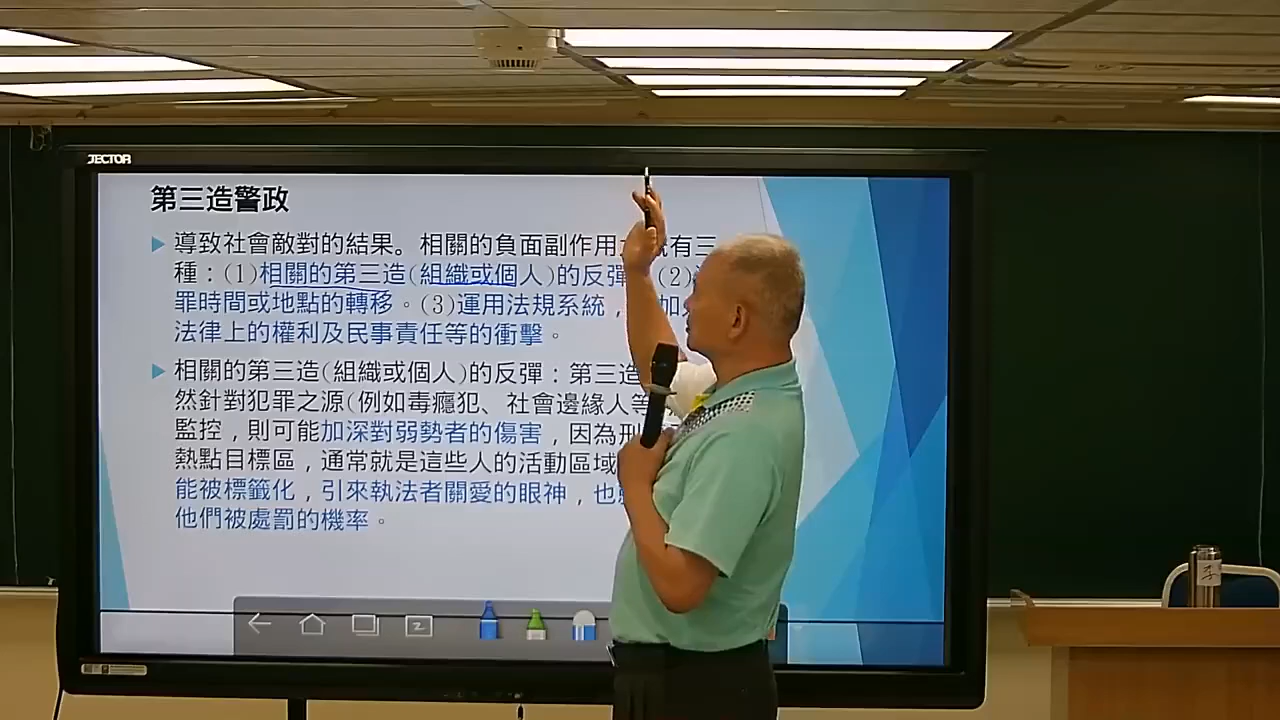 JECTOR
第三造警政
導致社會敵對的結果。相關的負面副作用 有三
種：(1)相關的第三造(組織或個人)的反彈 (2)
罪時間或地點的轉移。(3)運用法規系統，加
法律上的權利及民事責任等的衝擊。
相關的第三造(組織或個人)的反彈：第三造
然針對犯罪之源(例如毒癮犯、社會邊緣人等
監控，則可能加深對弱勢者的傷害，因為刑
熱點目標區，通常就是這些人的活動區域
能被標籤化，引來執法者關愛的眼神，也
他們被處罰的機率。
李